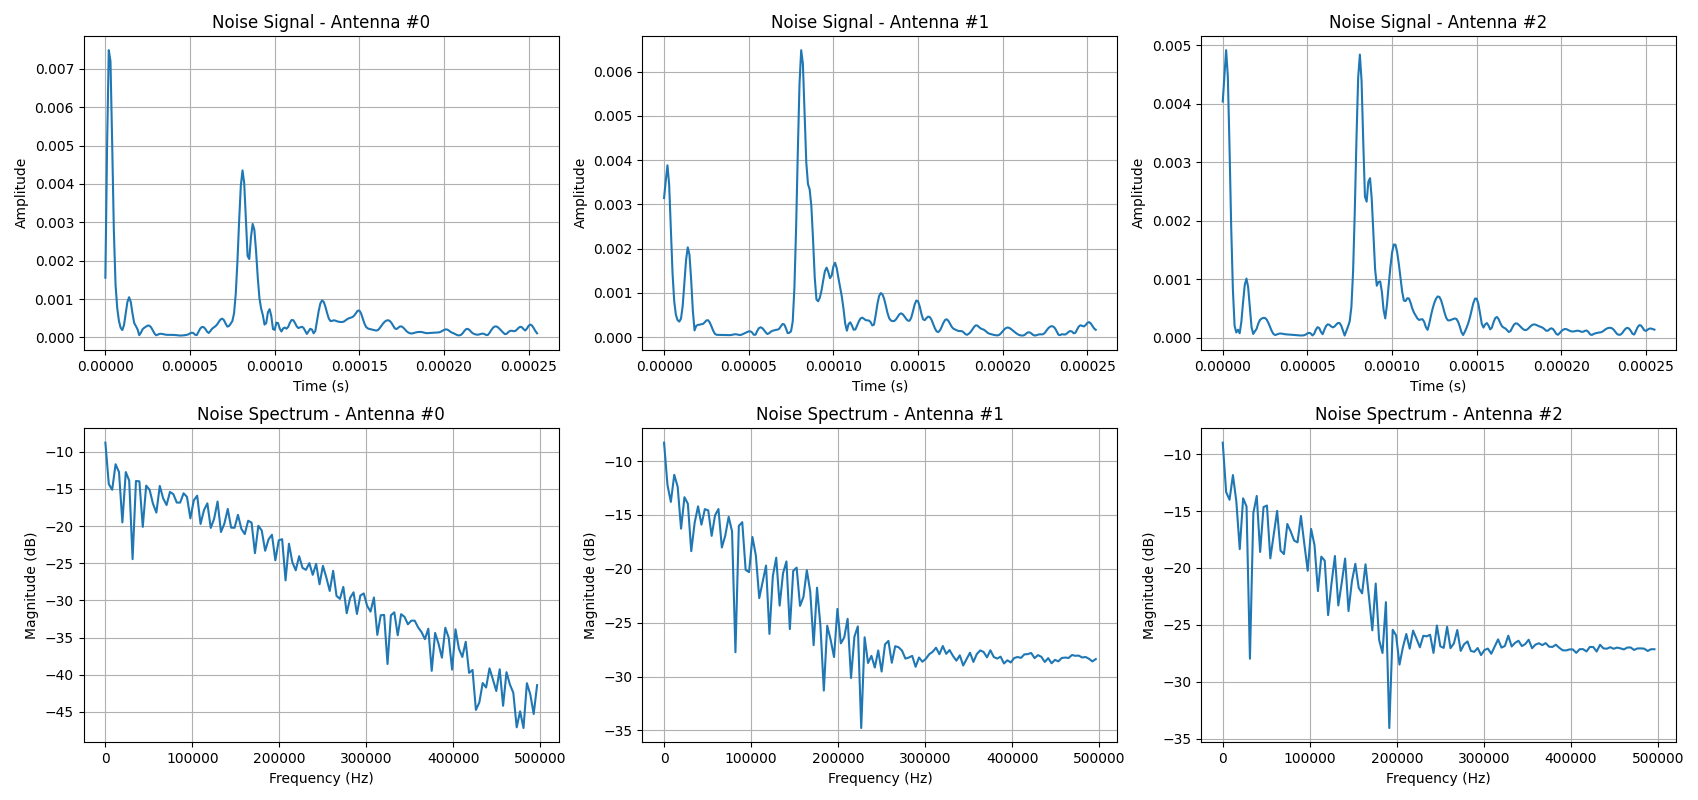 Noise Signal - Antenna #0
Noise Signal - Antenna #1
Noise Signal - Antenna #2
Amplitude
0.007
0.006
0.005
0.004
0.003
0.002
0.001
0.000
0.00000 0.00005 0.00010 0.00015 0.00020 0.00025
Time (s)
Amplitude
0.006
0.005
0.004
0.003
0.002
0.001
0.000
0.00000 0.00005 0.00010 0.00015 0.00020 0.00025
Time (s)
Amplitude
0.005
0.004
0.003
0.002
0.001
0.000
0.00000 0.00005 0.00010 0.00015 0.00020 0.00025
Time (s)
Noise Spectrum - Antenna #0
Noise Spectrum - Antenna #1
Noise Spectrum - Antenna #2
Magnitude (dB)
−10
−15
−20
−25
−30
−35
−40
−45
0 100000 200000 300000 400000 500000
Frequency (Hz)
Magnitude (dB)
−10
−15
−20
−25
−30
−35
0 100000 200000 300000 400000 500000
Frequency (Hz)
Magnitude (dB)
−10
−15
−20
−25
−30
−35
0 100000 200000 300000 400000 500000
Frequency (Hz)